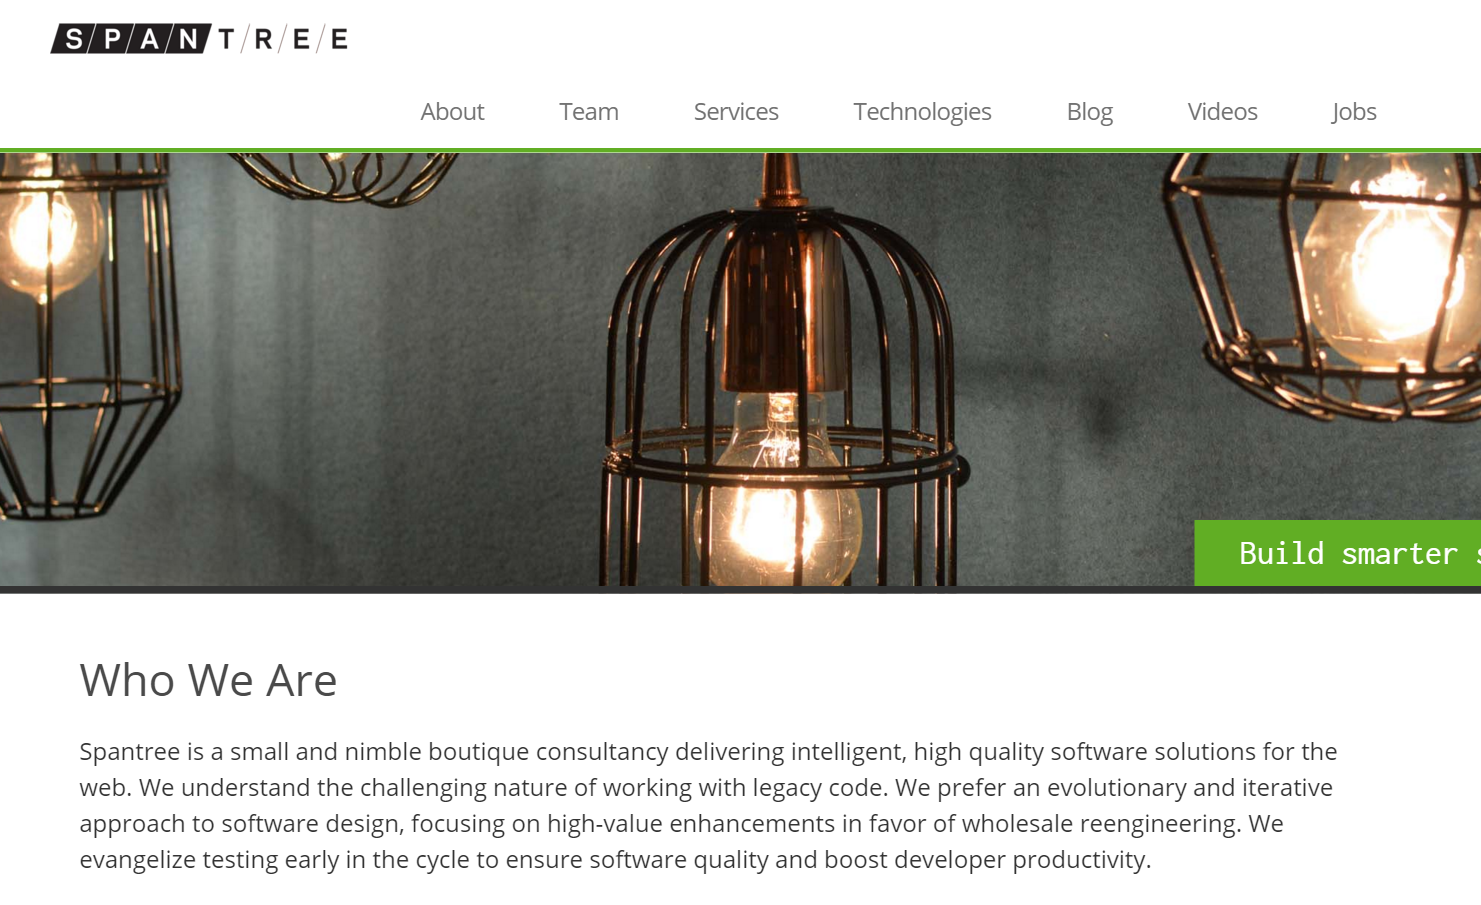 SPANTREE
About Team Services Technologies Blog Videos Jobs
Build smarter
Who We Are
Spantree is a small and nimble boutique consultancy delivering intelligent, high quality software solutions for the
web. We understand the challenging nature of working with legacy code. We prefer an evolutionary and iterative
approach to software design, focusing on high-value enhancements in favor of wholesale reengineering. We
evangelize testing early in the cycle to ensure software quality and boost developer productivity.